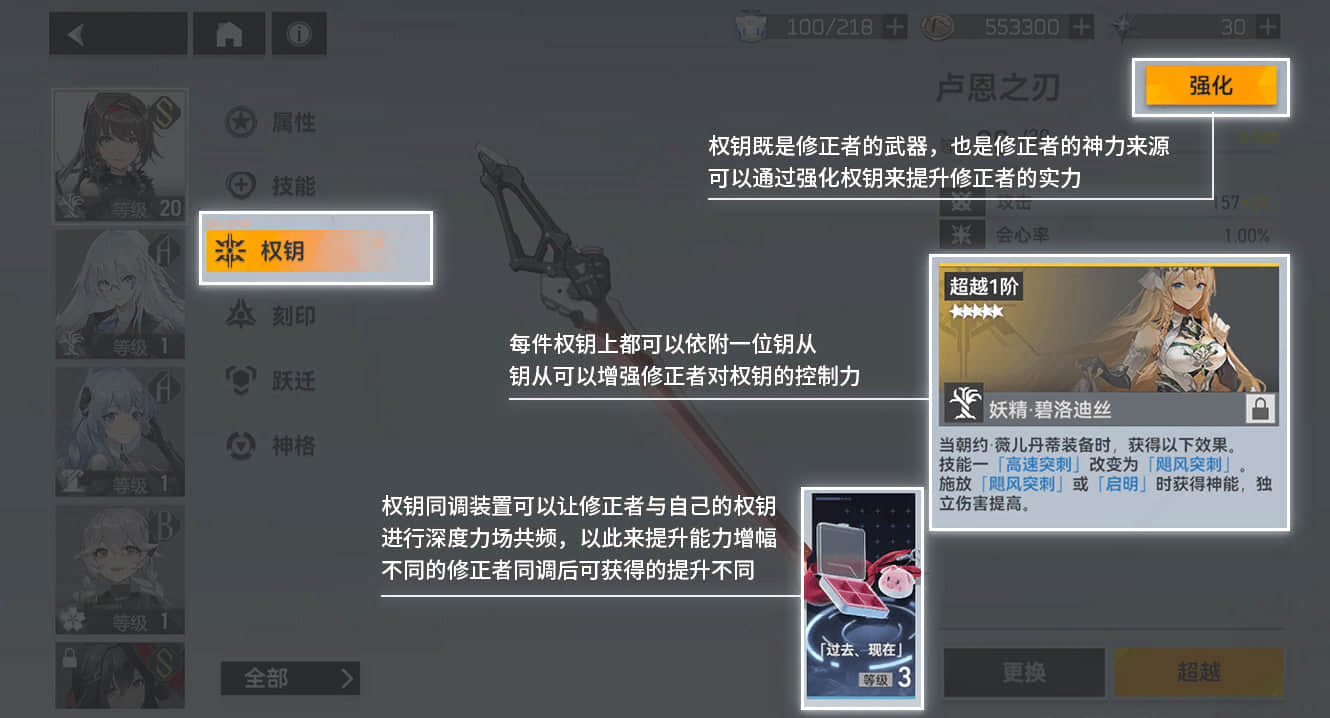 100/218
553300
30
卢恩之刃
强化
属性
权钥既是修正者的武器，也是修正者的神力来源
可以通过强化权钥来提升修正者的实力
技能
等级 20
攻击
157
会心率
1.00%
权钥
S
A
超越1阶
刻印
等级 1
每件权钥上都可以依附一位钥从
钥从可以增强修正者对权钥的控制力
跃迁
A
妖精·碧洛迪丝
神格
当朝约·薇儿丹蒂装备时，获得以下效果。
技能一「高速突刺」改变为「飓风突刺」。
施放「飓风突刺」或「启明」时获得神能，独
立伤害提高。
等级 1
权钥同调装置可以让修正者与自己的权钥
进行深度力场共频，以此来提升能力增幅
不同的修正者同调后可获得的提升不同
B
等级 1
「过去、现在」
等级 3
S
全部
更换
超越